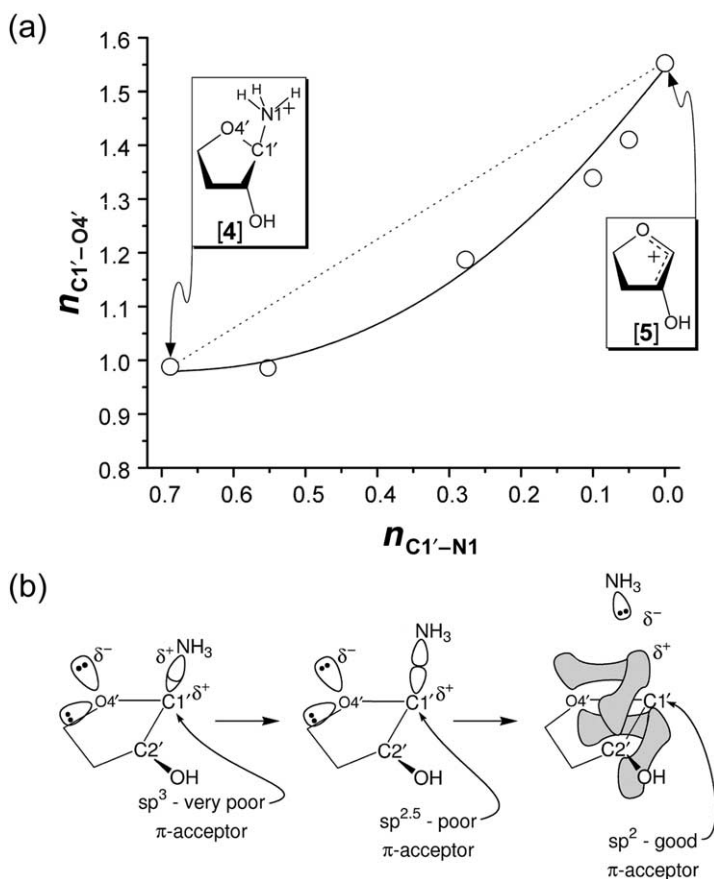 (a)
1.6
1.5
1.4
1.3
1.2
1.1
1.0
0.9
0.8
nC1′–O4′
H H H
N1+
O4′
C1′
OH
[4]
O
+
OH
[5]
0.7 0.6 0.5 0.4 0.3 0.2 0.1 0.0
nC1′–N1
(b)
δ− δ+ NH3
O4′ C1′ δ+
C2′
OH
sp3 - very poor
π-acceptor
δ− NH3
O4′ C1′ δ+
C2′
OH
sp2.5 - poor
π-acceptor
NH3
δ−
δ+
O4′ C1′
C2′
OH
sp2 - good
π-acceptor